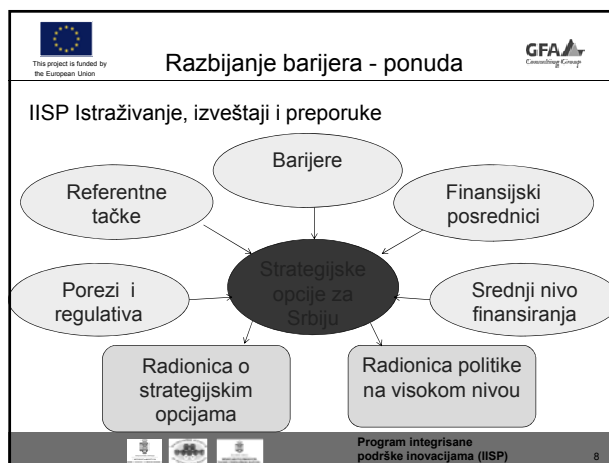 This project is funded by
the European Union
Razbijanje barijera - ponuda
GFA
Consulting Group
IISP Istraživanje, izveštaji i preporuke
Barijere
Referentne
tačke
Finansijski
posrednici
Strategijske
opcije za
Srbiju
Porezi i
regulativa
Srednji nivo
finansiranja
Radionica o
strategijskim
opcijama
Radionica politike
na visokom nivou
Program integrisane
podrške inovacijama (IISP)
8